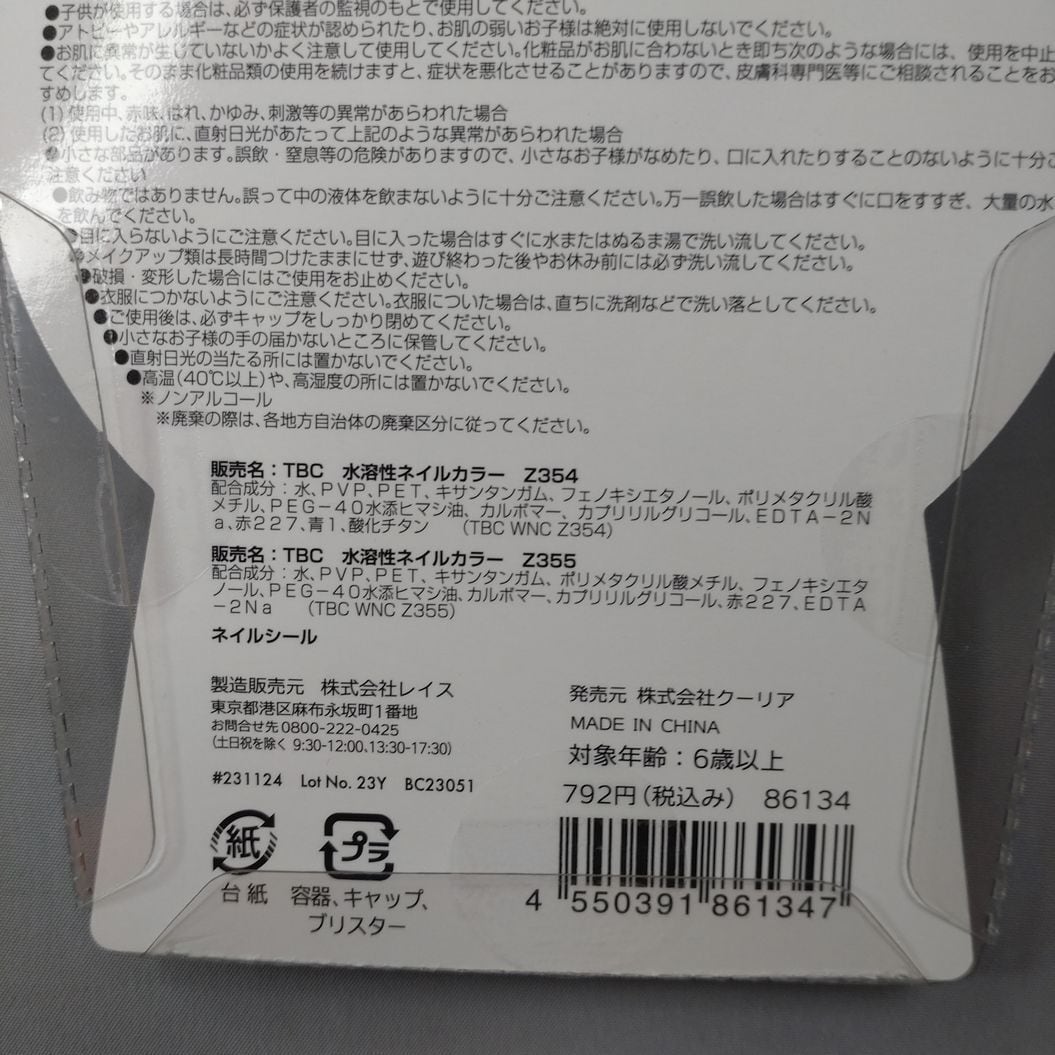 ●子供が使用する場合は、必ず保護者の監視のもとで使用してください。
●アトピーやアレルギーなどの症状が認められたり、お肌の弱いお子様は絶対に使用しないでください。
●お肌に異常が生じていないかよく注意して使用してください。化粧品がお肌に合わないとき即ち次のような場合には、使用を中止
てください。そのまま化粧品類の使用を続けますと、症状を悪化させることがありますので、皮膚科専門医等にご相談されることをお
すめします。
(1) 使用中、赤味、はれ、かゆみ、刺激等の異常があらわれた場合
(2) 使用したお肌に、直射日光があたって上記のような異常があらわれた場合
●小さな部品があります。誤飲・窒息等の危険がありますので、小さなお子様がなめたり、口に入れたりすることのないように十分ご
注意ください
●飲み物ではありません。誤って中の液体を飲まないように十分ご注意ください。万一誤飲した場合はすぐに口をすすぎ、大量の水
を飲んでください。
●目に入らないようにご注意ください。目に入った場合はすぐに水またはぬるま湯で洗い流してください。
●メイクアップ類は長時間つけたままにせず、遊び終わった後やお休み前には必ず洗い流してください。
●破損・変形した場合にはご使用をお止めください。
●衣服につかないようにご注意ください。衣服についた場合は、直ちに洗剤などで洗い落としてください。
●ご使用後は、必ずキャップをしっかり閉めてください。
●小さなお子様の手の届かないところに保管してください。
●直射日光の当たる所には置かないでください。
●高温(40℃以上)や、高湿度の所には置かないでください。
※ノンアルコール
※廃棄の際は、各地方自治体の廃棄区分に従ってください。
販売名：TBC 水溶性ネイルカラー Z354
配合成分：水、PVP、PET、キサンタンガム、フェノキシエタノール、ポリメタクリル酸
メチル、PEG-40水添ヒマシ油、カルボマー、カプリリルグリコール、EDTA-2N
a、赤227、青1、酸化チタン (TBC WNC Z354)
販売名：TBC 水溶性ネイルカラー Z355
配合成分：水、PVP、PET、キサンタンガム、ポリメタクリル酸メチル、フェノキシエタ
ノール、PEG-40水添ヒマシ油、カルボマー、カプリリルグリコール、赤227、EDTA
-2Na (TBC WNC Z355)
ネイルシール
製造販売元 株式会社レイス
東京都港区麻布永坂町1番地
お問合せ先 0800-222-0425
(土日祝を除く 9:30-12:00、13:30-17:30)
#231124 Lot No. 23Y BC23051
発売元 株式会社クーリア
MADE IN CHINA
対象年齢：6歳以上
792円(税込み) 86134
紙
台紙
プラ
容器、キャップ、
ブリスター
4 550391 861347